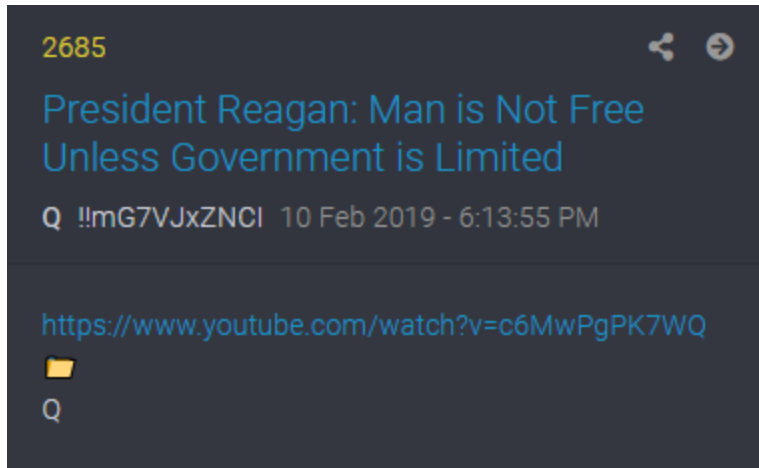 2685
President Reagan: Man is Not Free
Unless Government is Limited
Q !!mG7VJxZNCI 10 Feb 2019 - 6:13:55 PM
https://www.youtube.com/watch?v=c6MwPgPK7WQ
Q